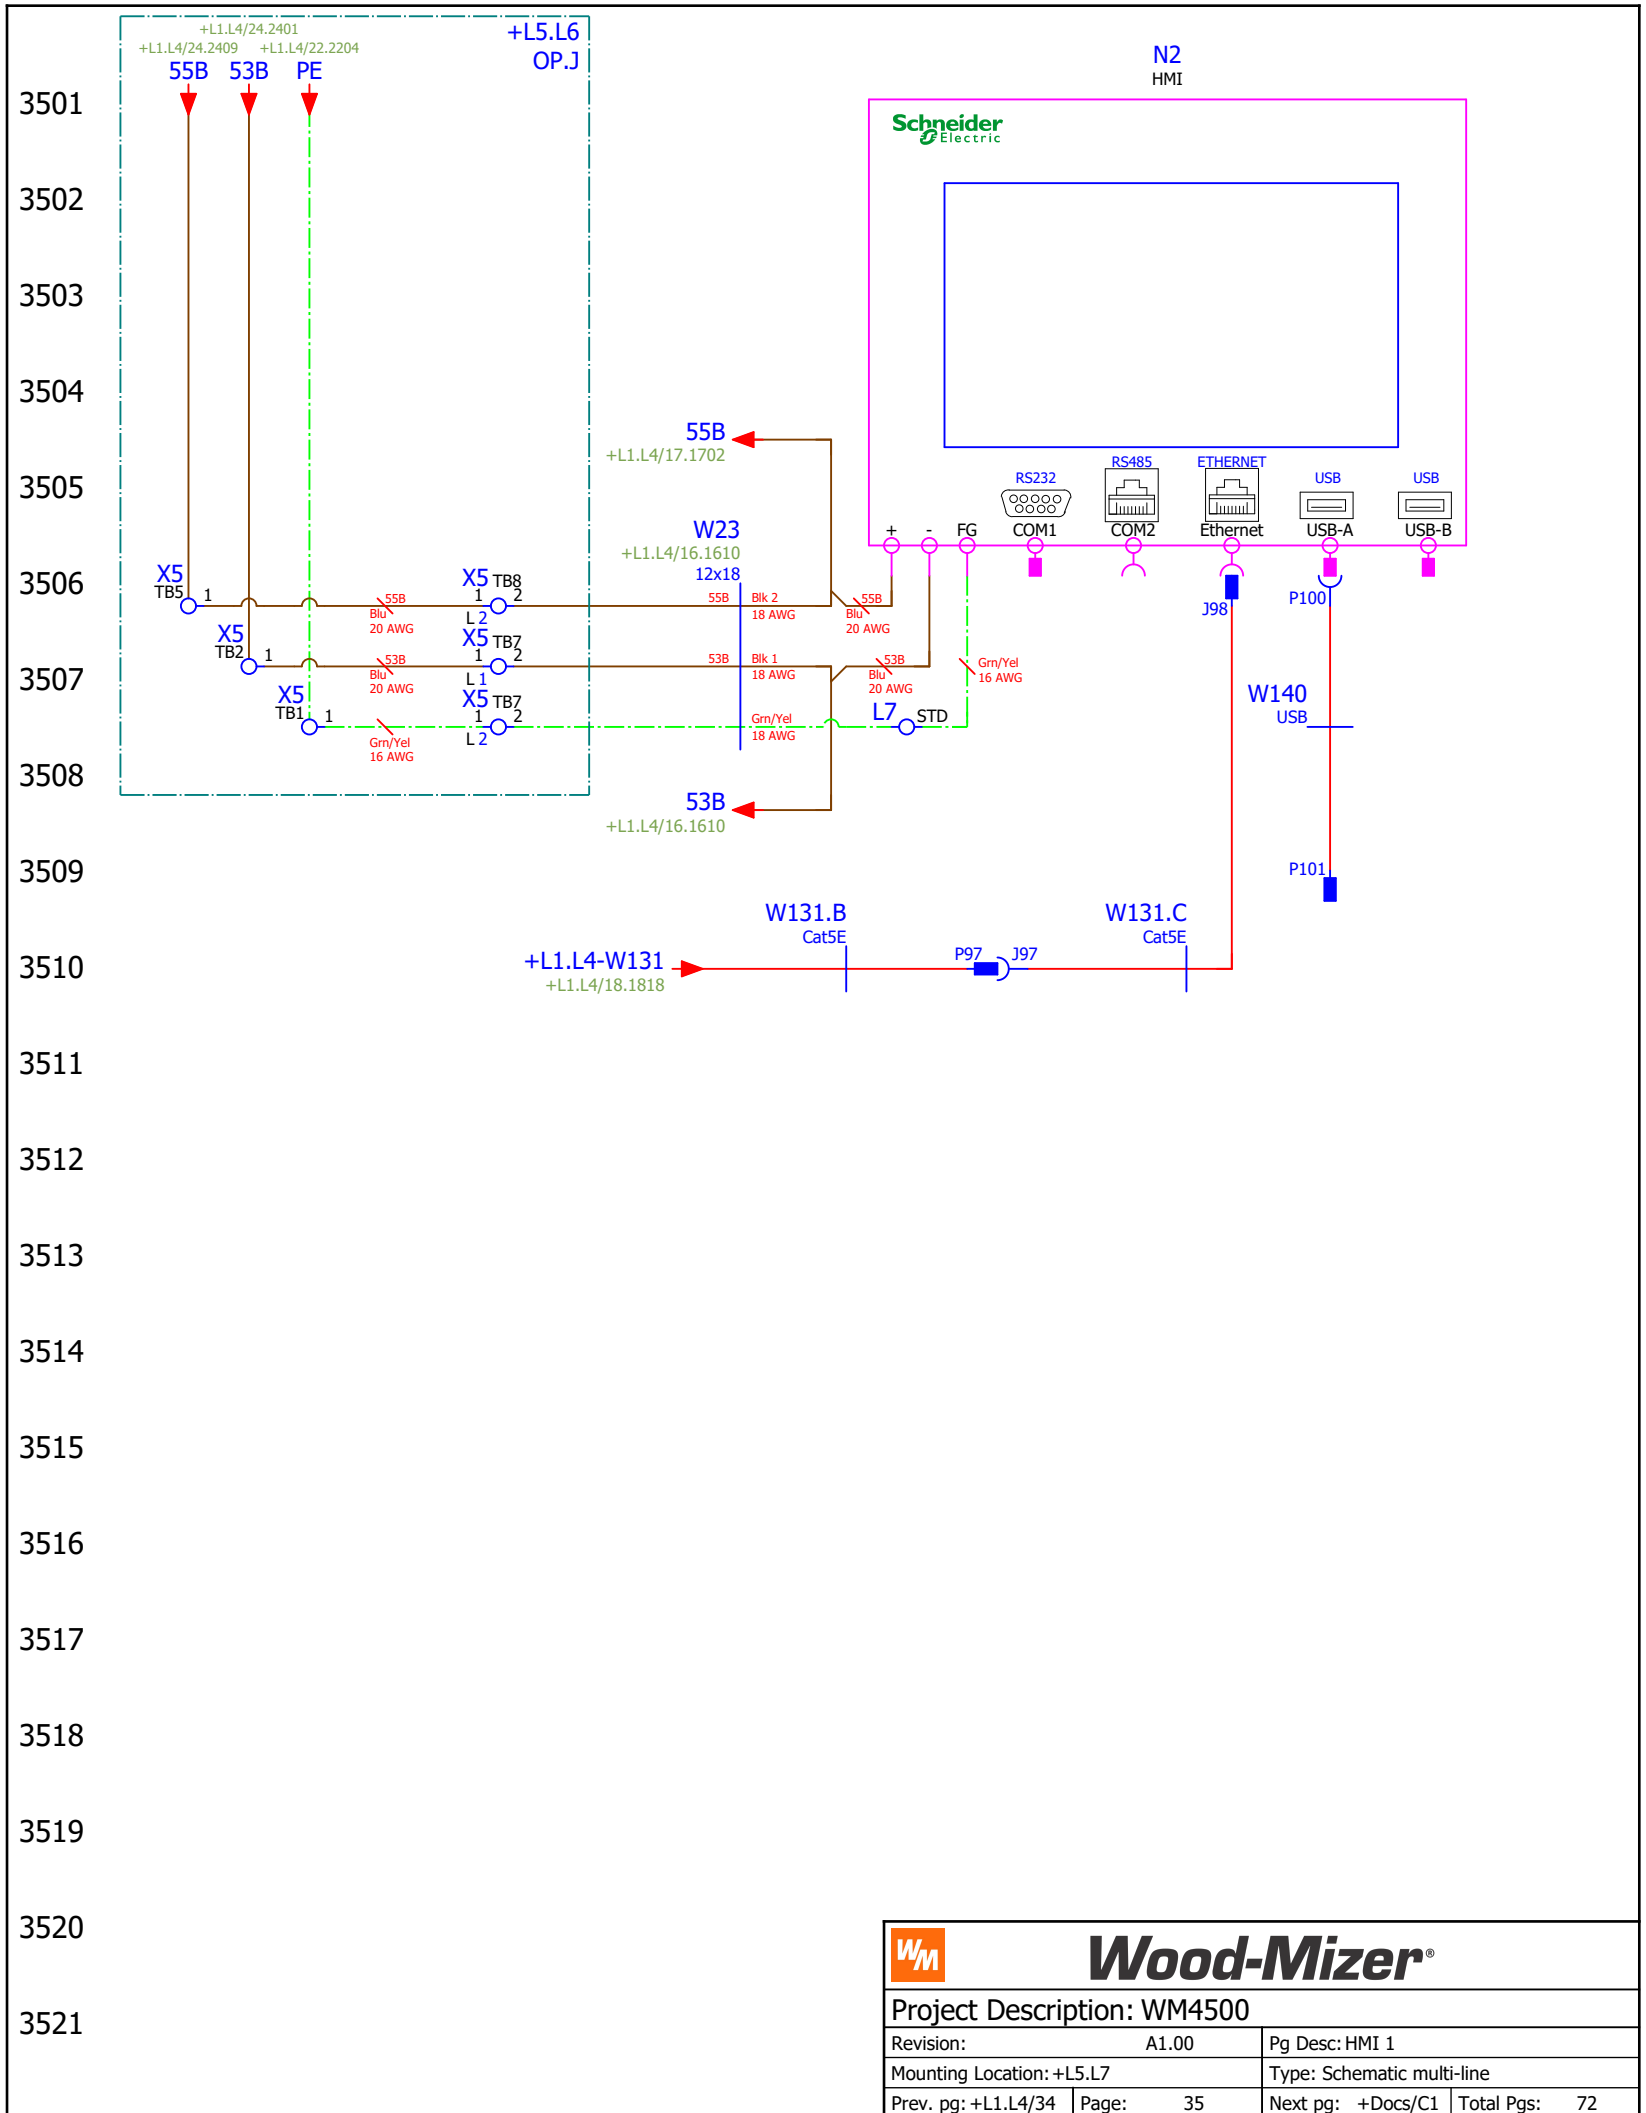 +L1.L4/24.2401
+L1.L4/24.2409 +L1.L4/22.2204
55B 53B PE
+L5.L6
OP.J
N2
HMI
Schneider
Electric
3501
3502
3503
3504
55B
+L1.L4/17.1702
RS232 RS485 ETHERNET USB USB
3505
+ - FG COM1 COM2 Ethernet USB-A USB-B
W23
+L1.L4/16.1610
12x18
3506
X5
TB5 1
55B
Blu
20 AWG
X5 TB8
1 2
L 2
55B Blk 2
18 AWG
55B
Blu
20 AWG
J98
P100
X5
TB2 1
53B
Blu
20 AWG
X5 TB7
1 2
L 1
53B Blk 1
18 AWG
53B
Blu
20 AWG
Grn/Yel
16 AWG
3507
X5
TB1 1
Grn/Yel
16 AWG
X5 TB7
1 2
L 2
Grn/Yel
18 AWG
L7 STD
W140
USB
3508
53B
+L1.L4/16.1610
3509
P101
W131.B
Cat5E
W131.C
Cat5E
3510
+L1.L4-W131
+L1.L4/18.1818
P97 J97
3511
3512
3513
3514
3515
3516
3517
3518
3519
3520
3521
WM
Wood-Mizer®
Project Description: WM4500
Revision: A1.00 Pg Desc: HMI 1
Mounting Location: +L5.L7 Type: Schematic multi-line
Prev. pg: +L1.L4/34 Page: 35 Next pg: +Docs/C1 Total Pgs: 72